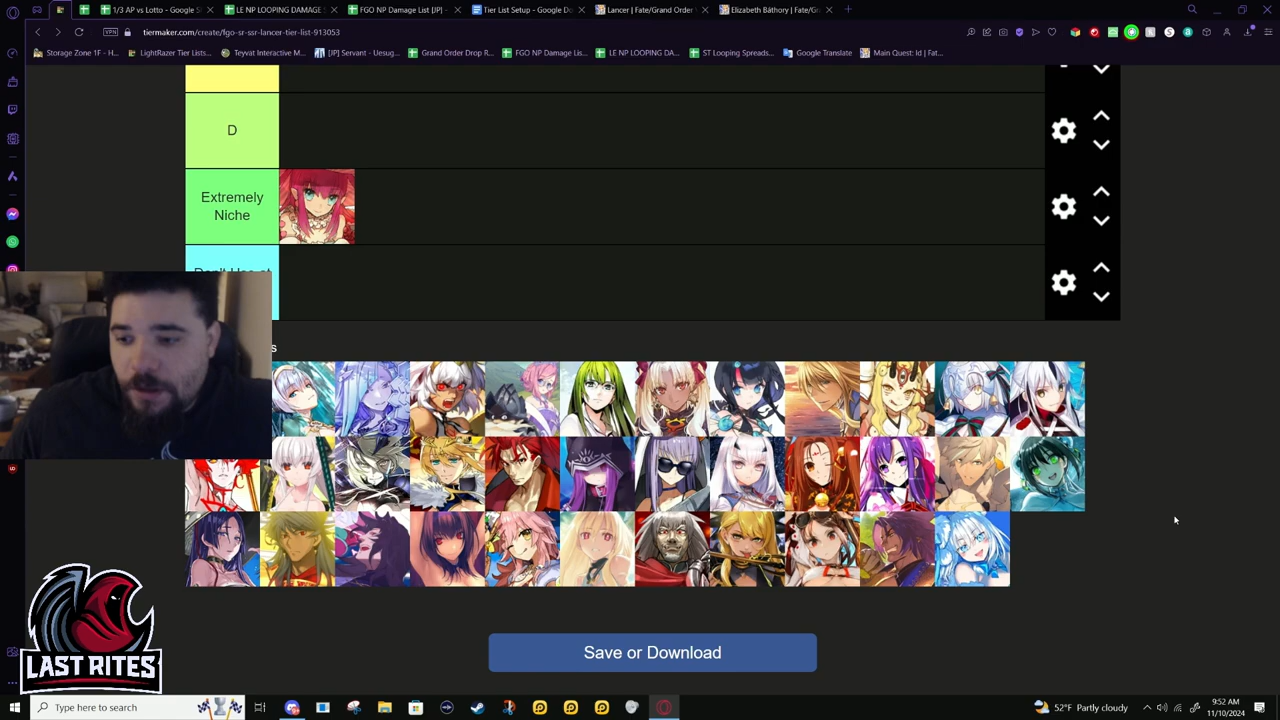 1/3 AP vs Lotto - Google S
LE NP LOOPING DAMAGE S
FGO NP Damage List [JP] - 
Tier List Setup - Google Do
Lancer | Fate/Grand Order V
Elizabeth Báthory | Fate/G
VPN
tiermaker.com/create/fgo-sr-ssr-lancer-tier-list-913053
Storage Zone 1F - H...
LightRazer Tier Lists...
Teyvat Interactive M...
[JP] Servant - Uesug...
Grand Order Drop R...
FGO NP Damage Lis...
LE NP LOOPING DA...
ST Looping Spread...
Google Translate
Main Quest: Id | Fat...
D
Extremely
Niche
Save or Download
LAST RITES
Type here to search
52°F Partly cloudy
9:52 AM
11/10/2024